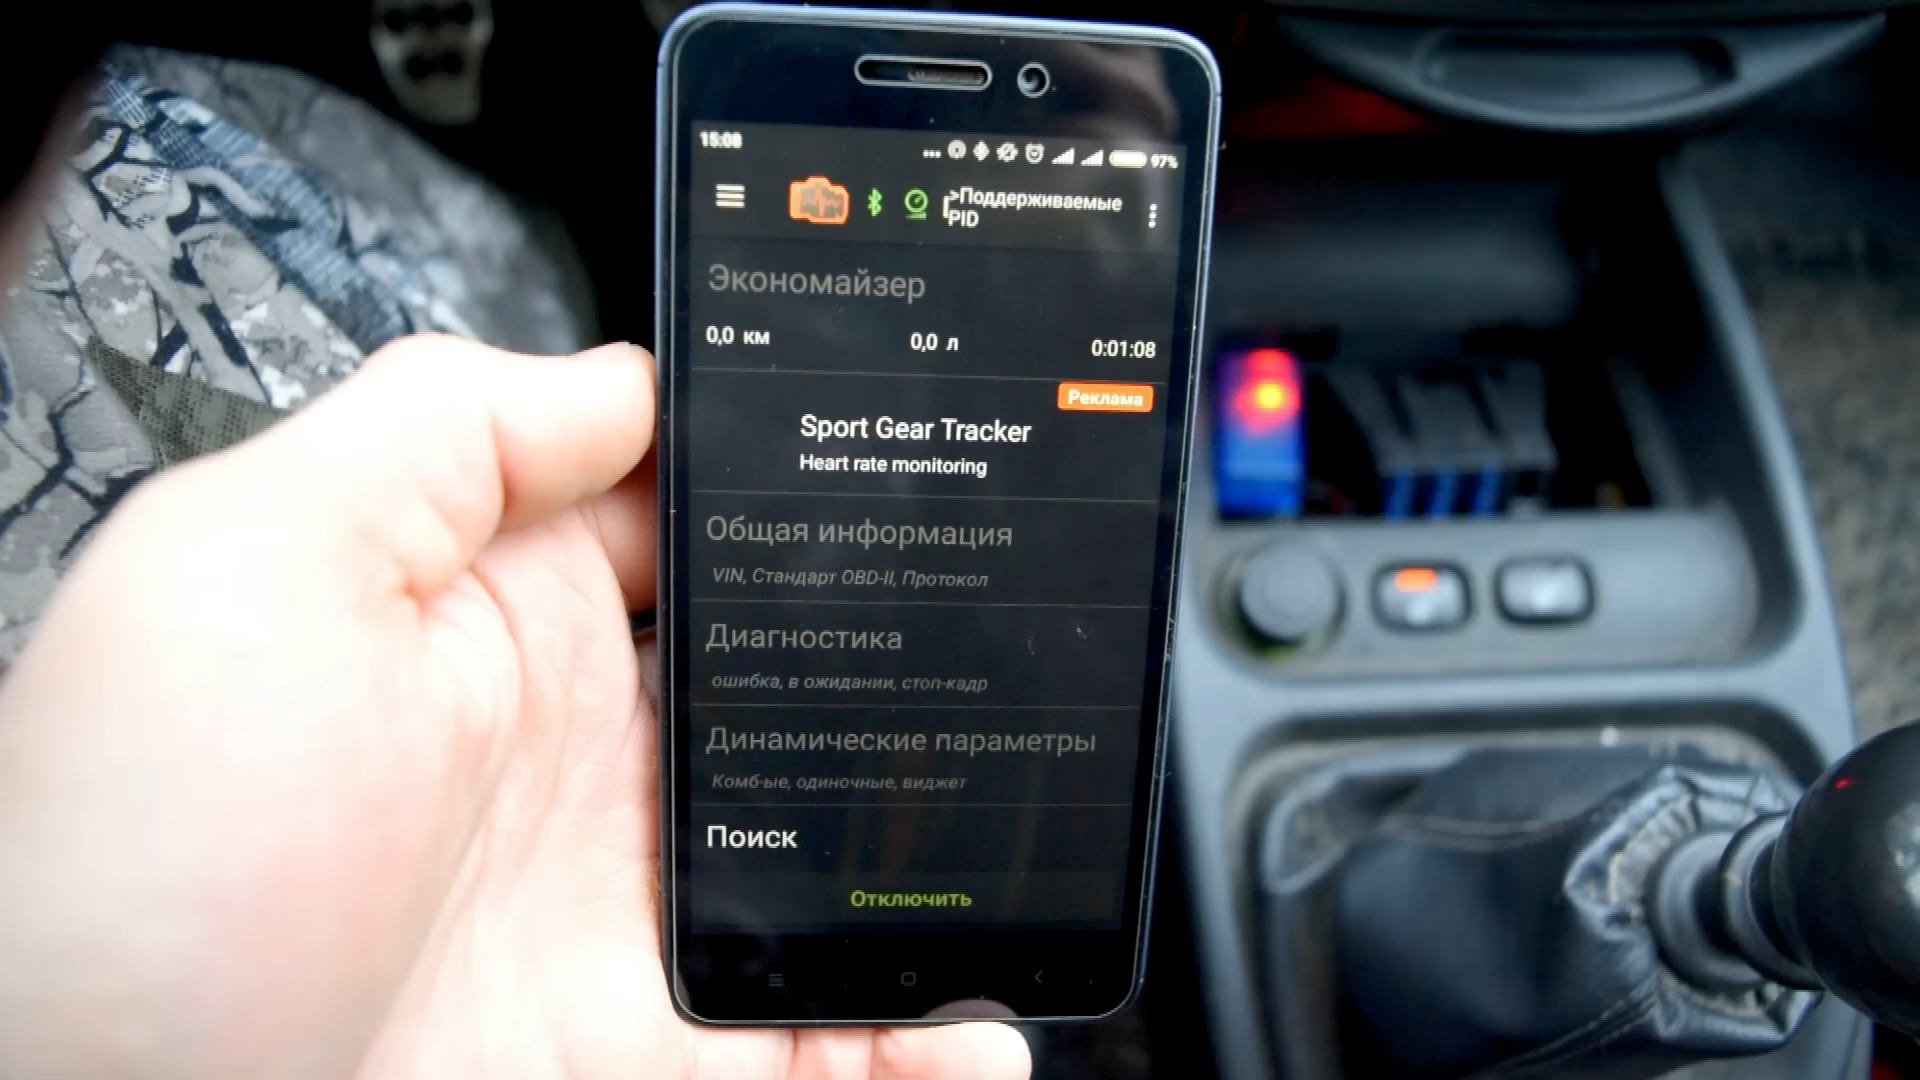 15:08
... 97%
[>Поддерживаемые
PID
Экономайзер
0,0 км 0,0 л 0:01:08
Реклама
Sport Gear Tracker
Heart rate monitoring
Общая информация
VIN, Стандарт OBD-II, Протокол
Диагностика
ошибка, в ожидании, стоп-кадр
Динамические параметры
Комб-ые, одиночные, виджет
Поиск
Отключить